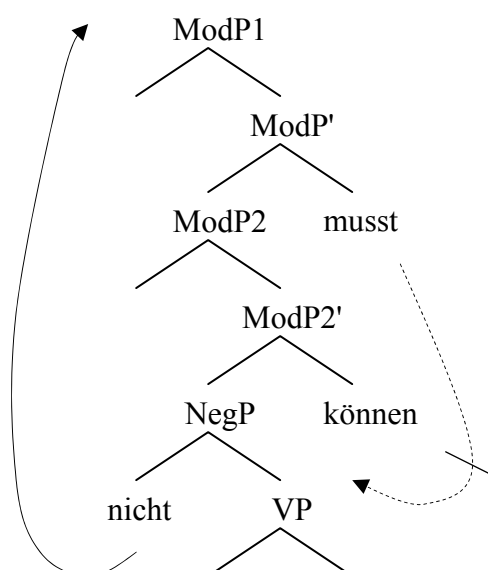 ModP1
ModP'
ModP2 musst
ModP2'
NegP können
nicht VP